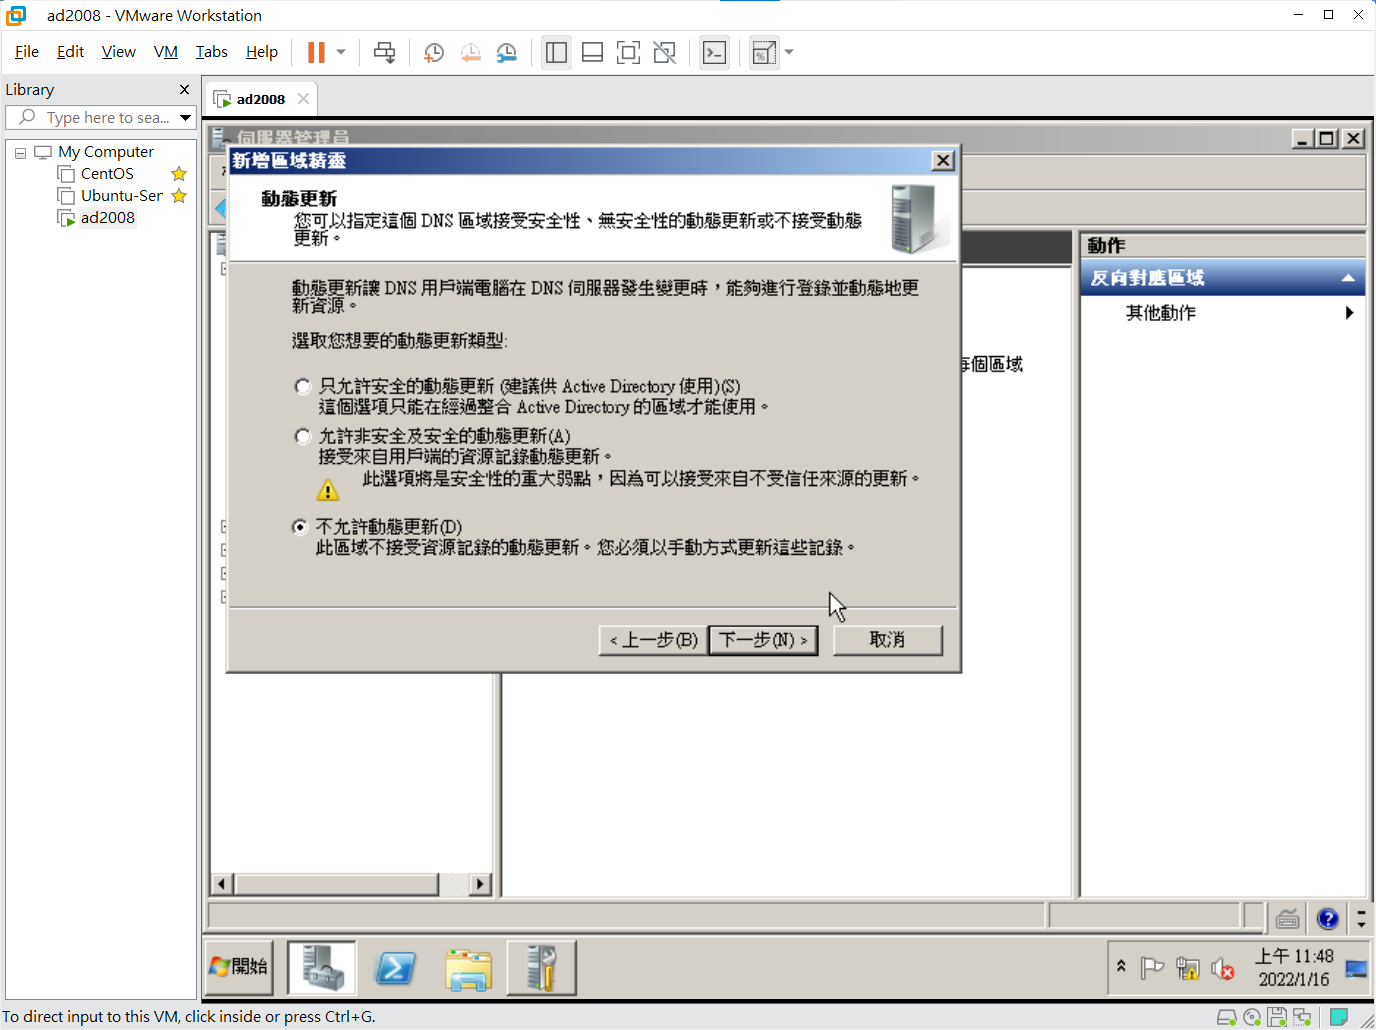 ad2008 - VMware Workstation
File Edit View VM Tabs Help
Library
ad2008
Type here to sea...
My Computer
CentOS
Ubuntu-Ser
ad2008
伺服器管理員
新增區域精靈
動態更新
您可以指定這個 DNS 區域接受安全性、無安全性的動態更新或不接受動態
更新。
動態更新讓 DNS 用戶端電腦在 DNS 伺服器發生變更時，能夠進行登錄並動態地更
新資源。
選取您想要的動態更新類型:
只允許安全的動態更新 (建議供 Active Directory 使用)(S)
這個選項只能在經過整合 Active Directory 的區域才能使用。
允許非安全及安全的動態更新(A)
接受來自用戶端的資源記錄動態更新。
此選項將是安全性的重大弱點，因為可以接受來自不受信任來源的更新。
不允許動態更新(D)
此區域不接受資源記錄的動態更新。您必須以手動方式更新這些記錄。
< 上一步(B) 下一步(N) > 取消
動作
反向對應區域
其他動作
每個區域
開始
上午 11:48
2022/1/16
To direct input to this VM, click inside or press Ctrl+G.